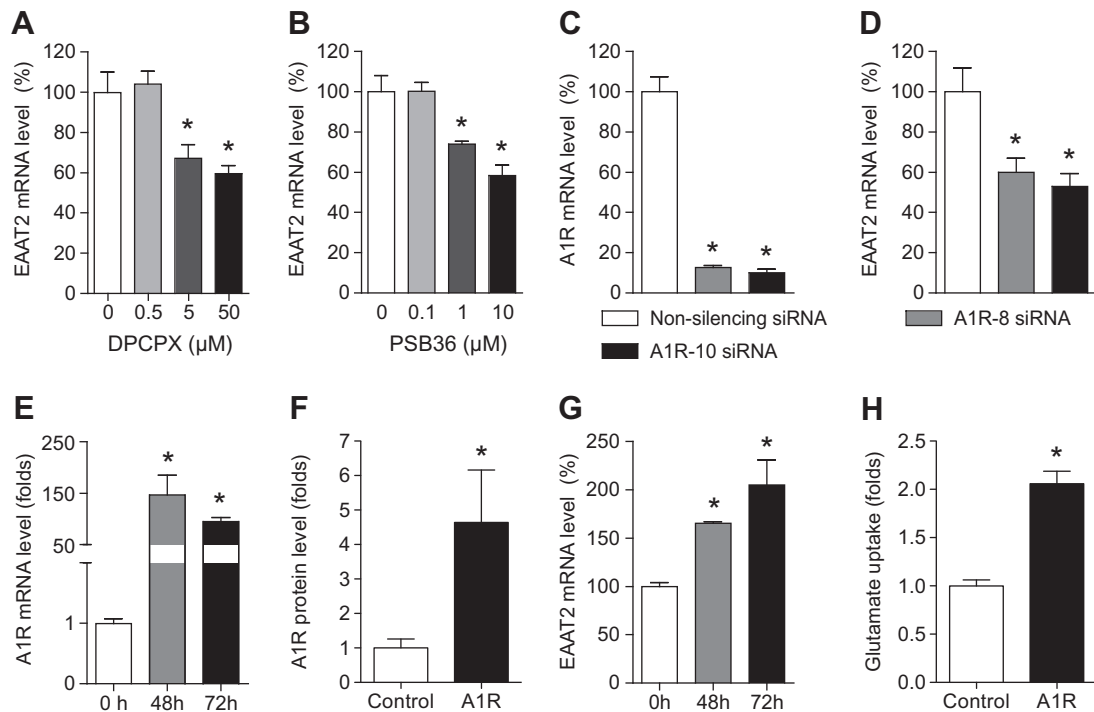 A
EAAT2 mRNA level (%)
120
100
80
60
40
20
0
*
*
0 0.5 5 50
DPCPX (µM)
B
EAAT2 mRNA level (%)
120
100
80
60
40
20
0
*
*
0 0.1 1 10
PSB36 (µM)
C
A1R mRNA level (%)
120
100
80
60
40
20
0
*
*
D
EAAT2 mRNA level (%)
120
100
80
60
40
20
0
*
*
Non-silencing siRNA
A1R-8 siRNA
A1R-10 siRNA
E
A1R mRNA level (folds)
250
150
50
1
0
*
*
0 h 48h 72h
F
A1R protein level (folds)
7
6
5
4
3
2
1
0
*
Control A1R
G
EAAT2 mRNA level (%)
250
200
150
100
50
0
*
*
0h 48h 72h
H
Glutamate uptake (folds)
2.5
2.0
1.5
1.0
0.5
0.0
*
Control A1R